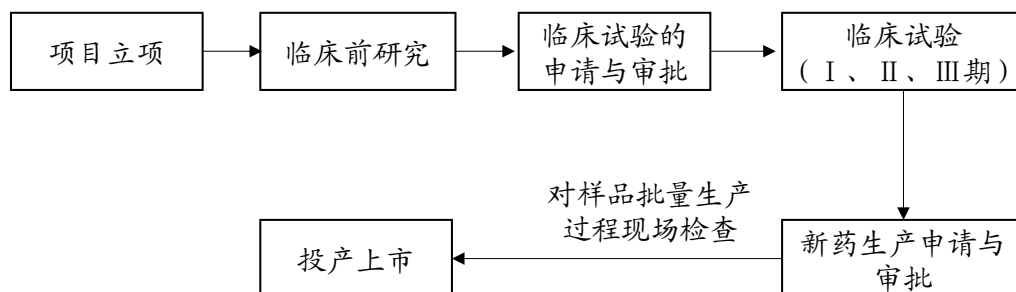 项目立项
临床前研究
临床试验的
申请与审批
临床试验
（Ⅰ、Ⅱ、Ⅲ期）
对样品批量生产
过程现场检查
投产上市
新药生产申请与
审批